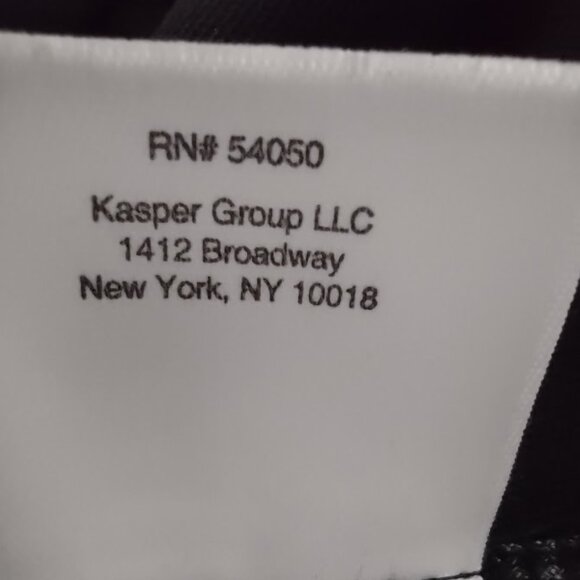 RN# 54050
Kasper Group LLC
1412 Broadway
New York, NY 10018